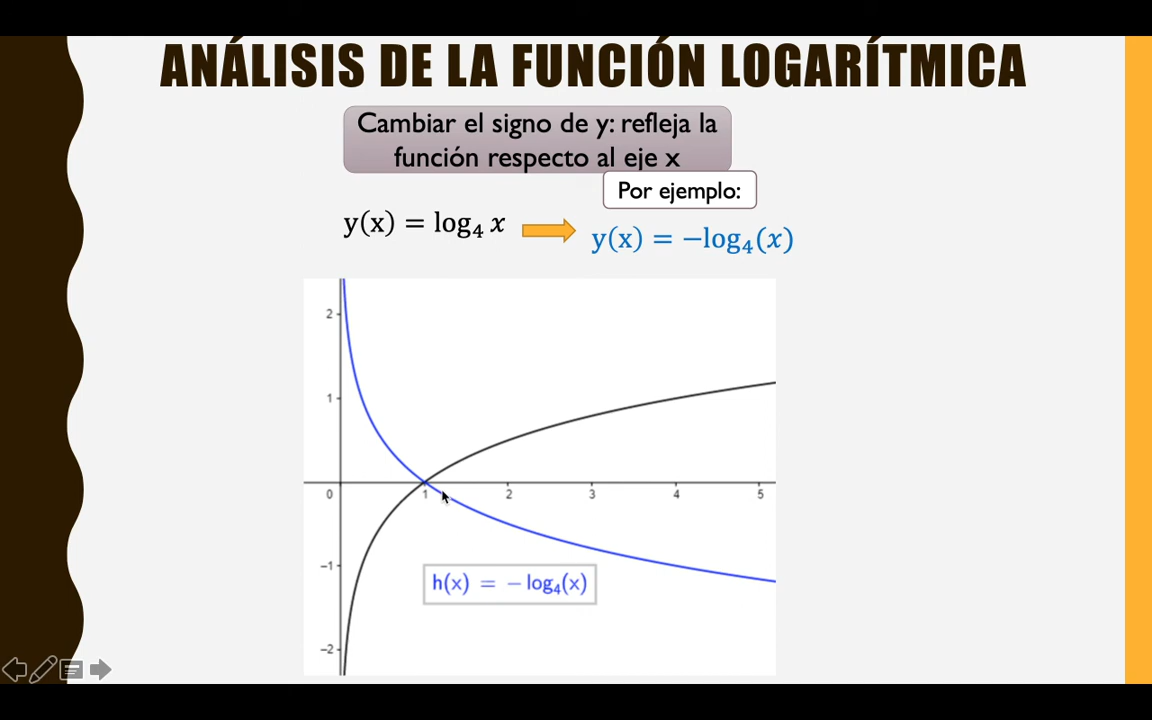 ANÁLISIS DE LA FUNCIÓN LOGARÍTMICA
Cambiar el signo de y: refleja la
función respecto al eje x
Por ejemplo:
y(x) = log₄ x
y(x) = −log₄(x)
2
1
0
1
2
3
4
5
−1
h(x) = − log₄(x)
−2